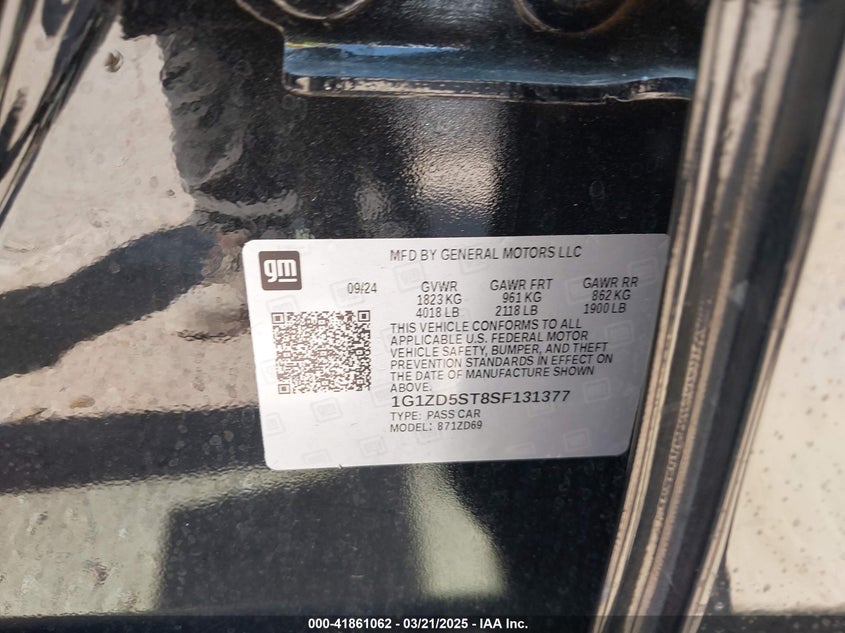 gm
MFD BY GENERAL MOTORS LLC
09/24 GVWR GAWR FRT GAWR RR
1823 KG 961 KG 862 KG
4018 LB 2118 LB 1900 LB
THIS VEHICLE CONFORMS TO ALL
APPLICABLE U.S. FEDERAL MOTOR
VEHICLE SAFETY, BUMPER, AND THEFT
PREVENTION STANDARDS IN EFFECT ON
THE DATE OF MANUFACTURE SHOWN
ABOVE.
1G1ZD5ST8SF131377
TYPE: PASS CAR
MODEL: 871ZD69
000-41861062 - 03/21/2025 - IAA Inc.